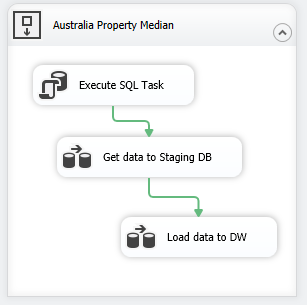 Australia Property Median
Execute SQL Task
Get data to Staging DB
Load data to DW